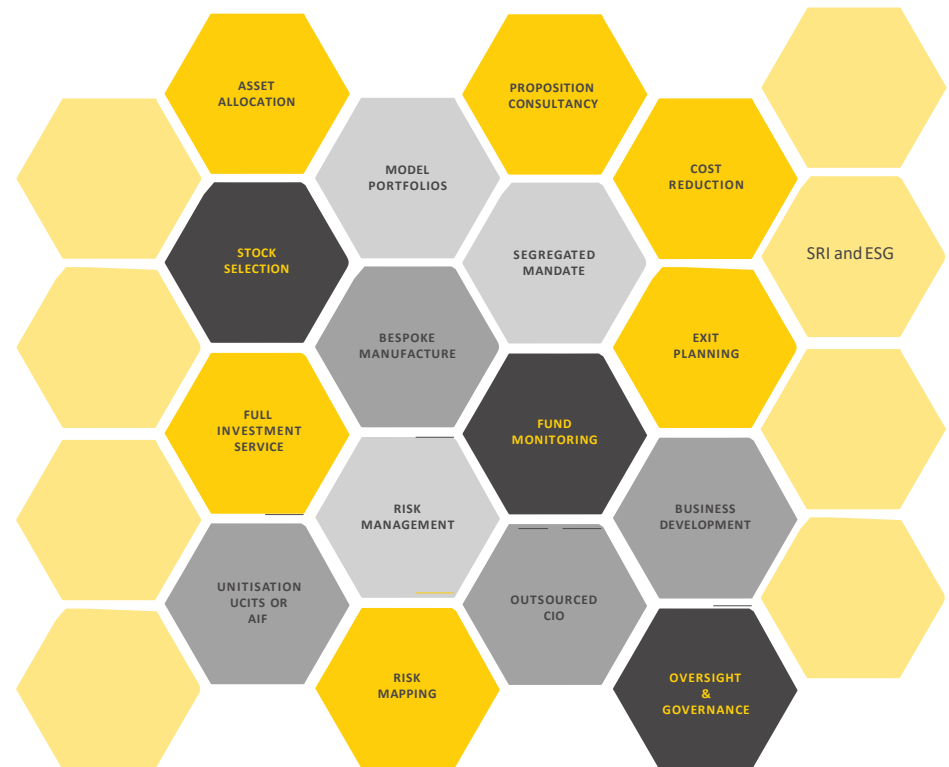 ASSET
ALLOCATION
PROPOSITION
CONSULTANCY
MODEL
PORTFOLIOS
COST
REDUCTION
STOCK
SELECTION
SEGREGATED
MANDATE
SRI and ESG
BESPOKE
MANUFACTURE
EXIT
PLANNING
FULL
INVESTMENT
SERVICE
FUND
MONITORING
RISK
MANAGEMENT
BUSINESS
DEVELOPMENT
UNITISATION
UCITS OR
AIF
OUTSOURCED
CIO
RISK
MAPPING
OVERSIGHT
&
GOVERNANCE